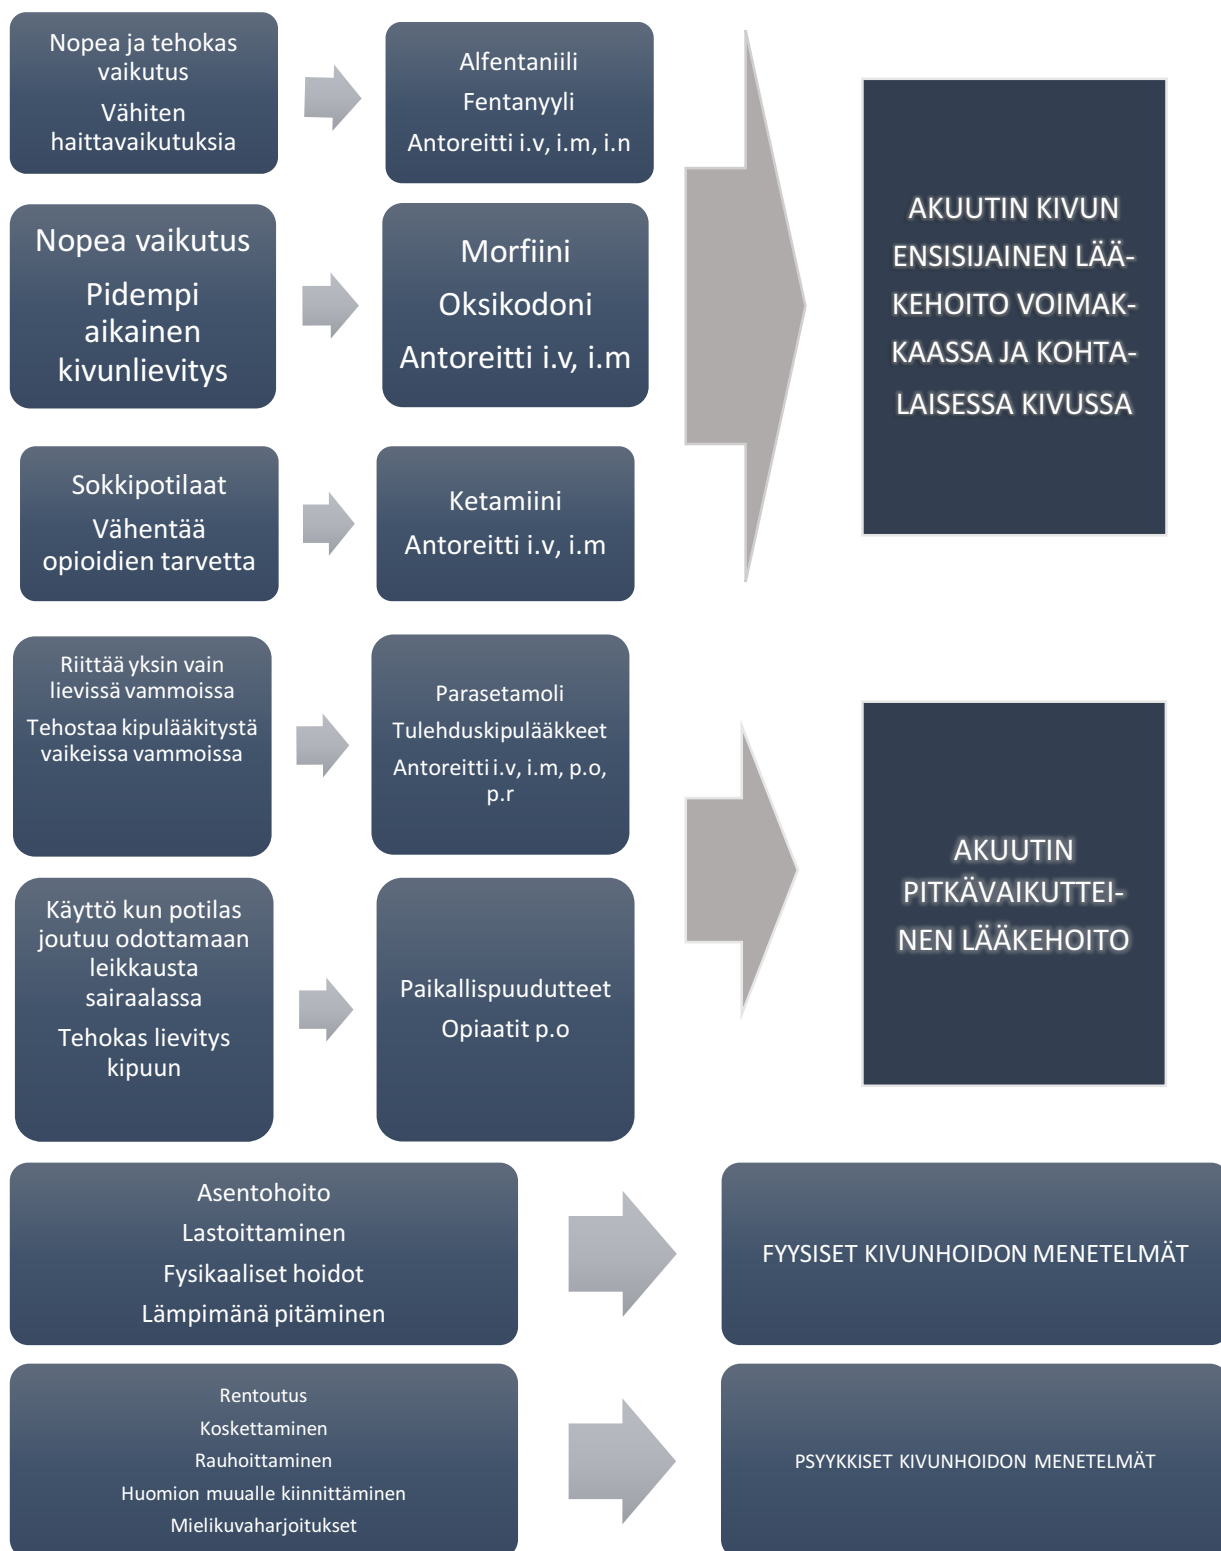 Nopea ja tehokas
vaikutus
Vähiten
haittavaikutuksia
Alfentaniili
Fentanyyli
Antoreitti i.v, i.m, i.n
Nopea vaikutus
Pidempi
aikainen
kivunlievitys
Morfiini
Oksikodoni
Antoreitti i.v, i.m
Sokkipotilaat
Vähentää
opioidien tarvetta
Ketamiini
Antoreitti i.v, i.m
AKUUTIN KIVUN
ENSISIJAINEN LÄÄ-
KEHOITO VOIMAK-
KAASSA JA KOHTA-
LAISESSA KIVUSSA
Riittää yksin vain
lievissä vammoissa
Tehostaa kipulääkitystä
vaikeissa vammoissa
Parasetamoli
Tulehduskipulääkkeet
Antoreitti i.v, i.m, p.o,
p.r
Käyttö kun potilas
joutuu odottamaan
leikkausta
sairaalassa
Tehokas lievitys
kipuun
Paikallispuudutteet
Opiaatit p.o
AKUUTIN
PITKÄVAIKUTTEI-
NEN LÄÄKEHOITO
Asentohoito
Lastoittaminen
Fysikaaliset hoidot
Lämpimänä pitäminen
FYYSISET KIVUNHOIDON MENETELMÄT
Rentoutus
Koskettaminen
Rauhoittaminen
Huomion muualle kiinnittäminen
Mielikuvaharjoitukset
PSYYKKISET KIVUNHOIDON MENETELMÄT